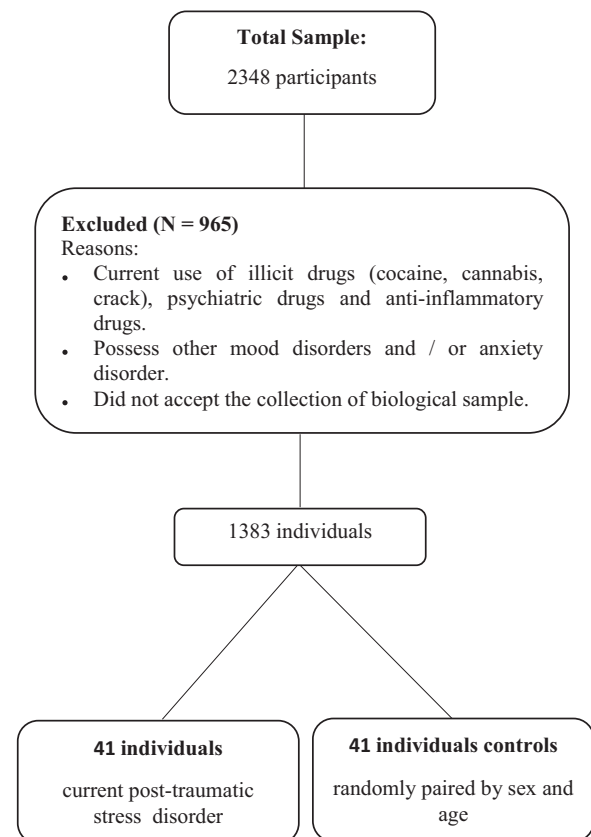 Total Sample:
2348 participants
Excluded (N = 965)
Reasons:
• Current use of illicit drugs (cocaine, cannabis,
crack), psychiatric drugs and anti-inflammatory
drugs.
• Possess other mood disorders and / or anxiety
disorder.
• Did not accept the collection of biological sample.
1383 individuals
41 individuals
current post-traumatic
stress disorder
41 individuals controls
randomly paired by sex and
age